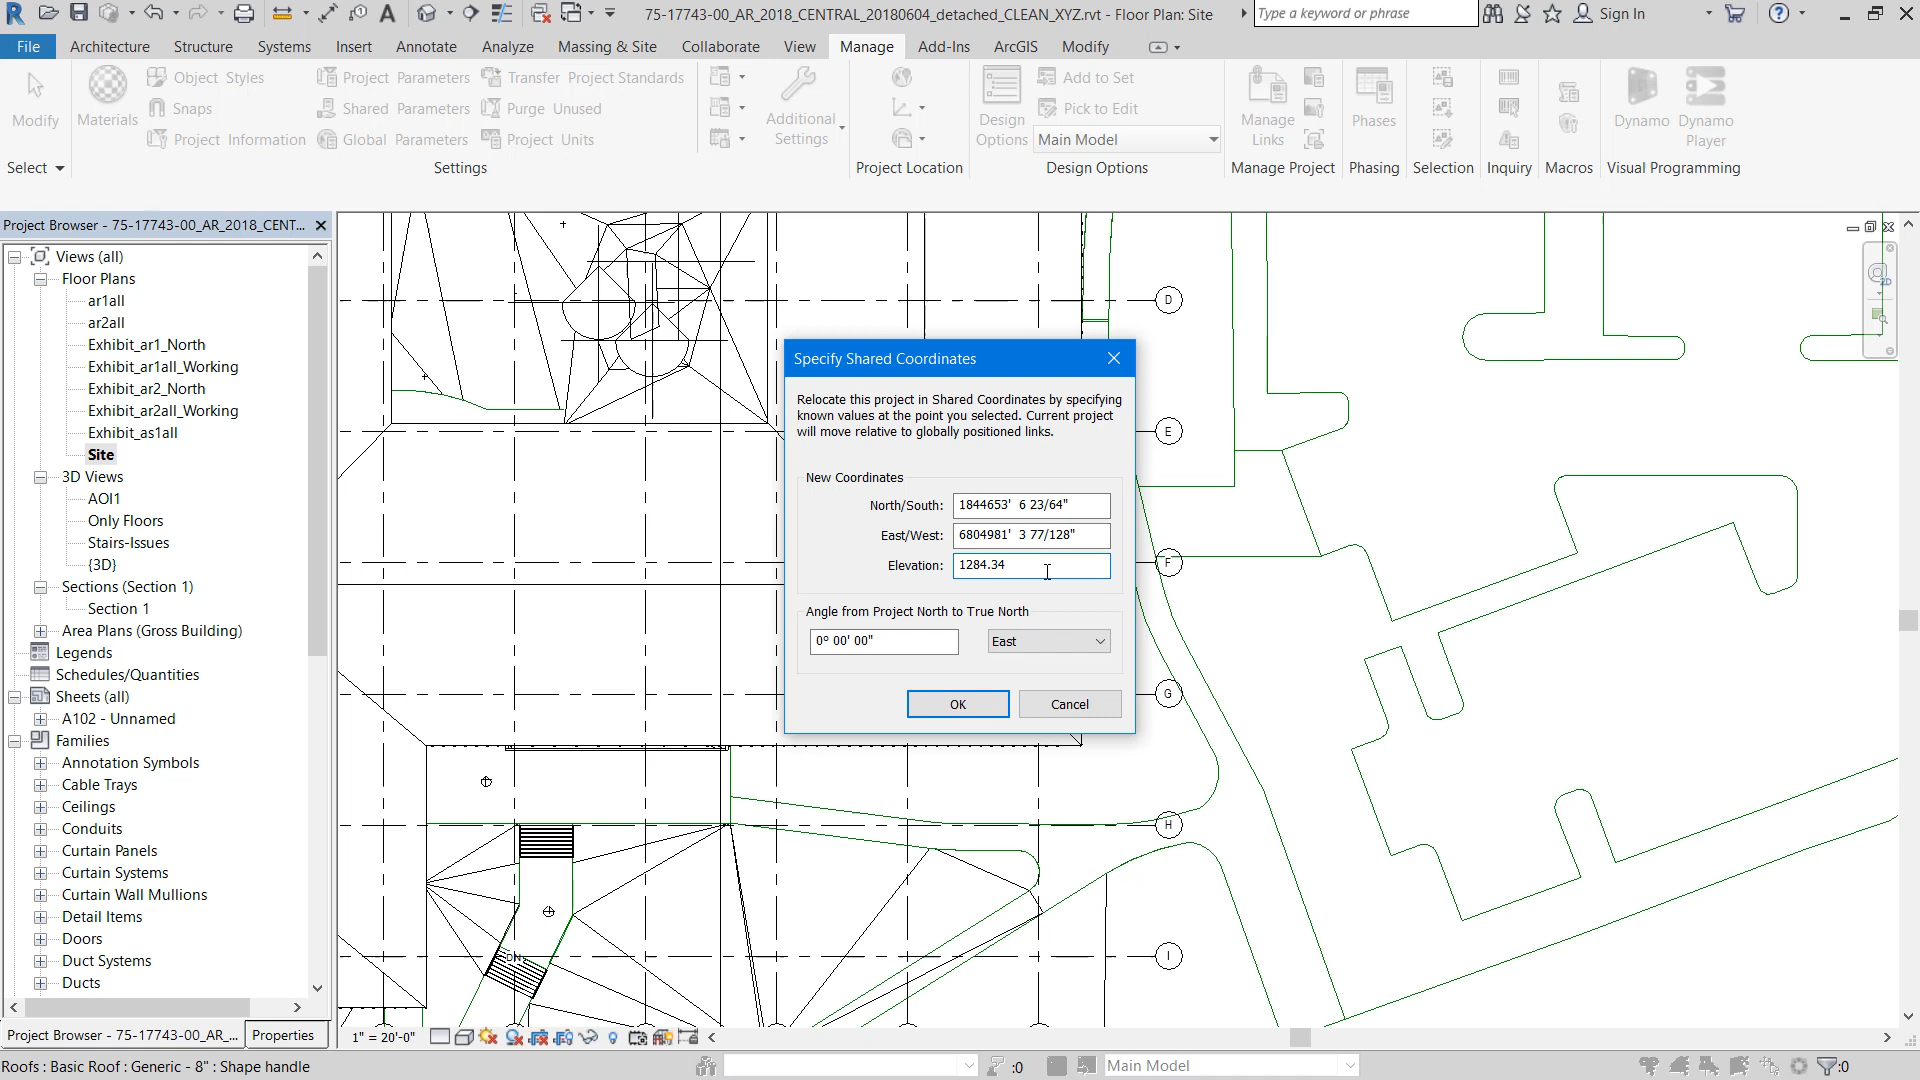 75-17743-00_AR_2018_CENTRAL_20180604_detached_CLEAN_XYZ.rvt - Floor Plan: Site
Type a keyword or phrase
Sign In
File Architecture Structure Systems Insert Annotate Analyze Massing & Site Collaborate View Manage Add-Ins ArcGIS Modify
Modify
Materials
Object Styles
Snaps
Project Information
Project Parameters
Shared Parameters
Global Parameters
Transfer Project Standards
Purge Unused
Project Units
Additional
Settings
Design
Options
Add to Set
Pick to Edit
Main Model
Manage
Links
Phases
Dynamo
Dynamo
Player
Select Settings Project Location Design Options Manage Project Phasing Selection Inquiry Macros Visual Programming
Project Browser - 75-17743-00_AR_2018_CENT...
Views (all)
Floor Plans
ar1all
ar2all
Exhibit_ar1_North
Exhibit_ar1all_Working
Exhibit_ar2_North
Exhibit_ar2all_Working
Exhibit_as1all
Site
3D Views
AOI1
Only Floors
Stairs-Issues
{3D}
Sections (Section 1)
Section 1
Area Plans (Gross Building)
Legends
Schedules/Quantities
Sheets (all)
A102 - Unnamed
Families
Annotation Symbols
Cable Trays
Ceilings
Conduits
Curtain Panels
Curtain Systems
Curtain Wall Mullions
Detail Items
Doors
Duct Systems
Ducts
Project Browser - 75-17743-00_AR_... Properties
D
E
F
G
H
I
DN
2D
Specify Shared Coordinates
Relocate this project in Shared Coordinates by specifying
known values at the point you selected. Current project
will move relative to globally positioned links.
New Coordinates
North/South: 1844653' 6 23/64"
East/West: 6804981' 3 77/128"
Elevation: 1284.34
Angle from Project North to True North
0° 00' 00" East
OK Cancel
1" = 20'-0"
Roofs : Basic Roof : Generic - 8" : Shape handle
:0
Main Model
:0